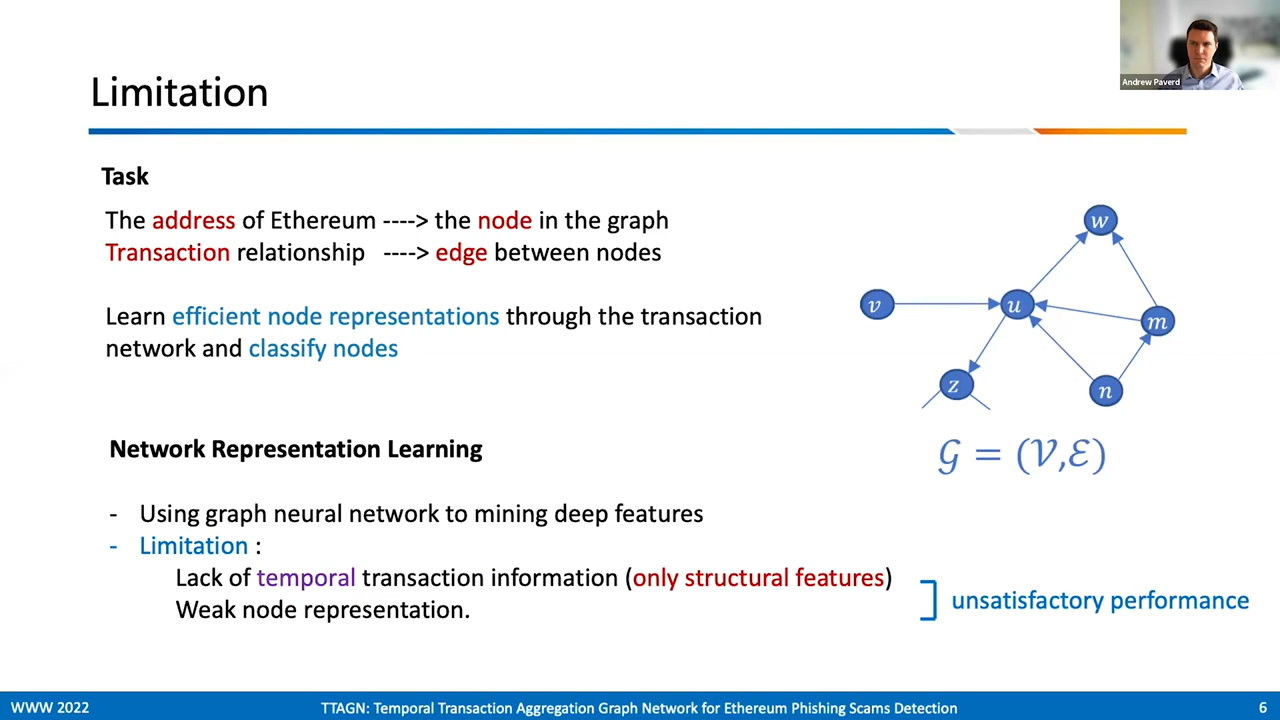 Andrew Paverd
Limitation
Task
The address of Ethereum ----> the node in the graph
Transaction relationship ----> edge between nodes
Learn efficient node representations through the transaction
network and classify nodes
w
v
u
m
z
n
𝒢 = (𝒱,ℰ)
Network Representation Learning
- Using graph neural network to mining deep features
- Limitation :
Lack of temporal transaction information (only structural features)
Weak node representation.
unsatisfactory performance
WWW 2022
TTAGN: Temporal Transaction Aggregation Graph Network for Ethereum Phishing Scams Detection
6